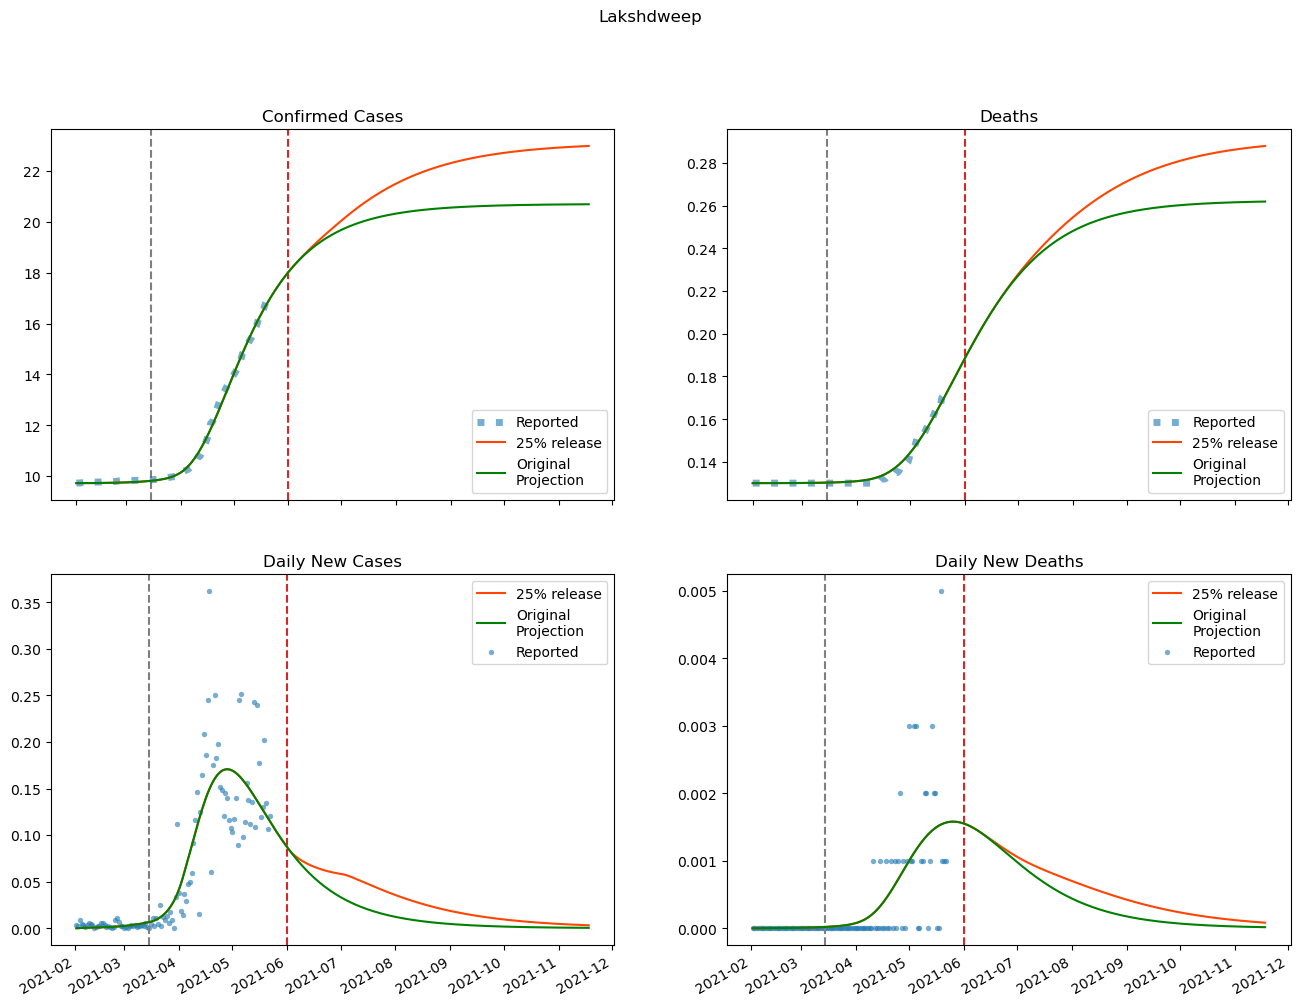 Lakshdweep
Confirmed Cases
22
20
18
16
14
12
10
Reported
25% release
Original
Projection
Deaths
0.28
0.26
0.24
0.22
0.20
0.18
0.16
0.14
Reported
25% release
Original
Projection
Daily New Cases
0.35
0.30
0.25
0.20
0.15
0.10
0.05
0.00
25% release
Original
Projection
Reported
2021-02
2021-03
2021-04
2021-05
2021-06
2021-07
2021-08
2021-09
2021-10
2021-11
2021-12
Daily New Deaths
0.005
0.004
0.003
0.002
0.001
0.000
25% release
Original
Projection
Reported
2021-02
2021-03
2021-04
2021-05
2021-06
2021-07
2021-08
2021-09
2021-10
2021-11
2021-12